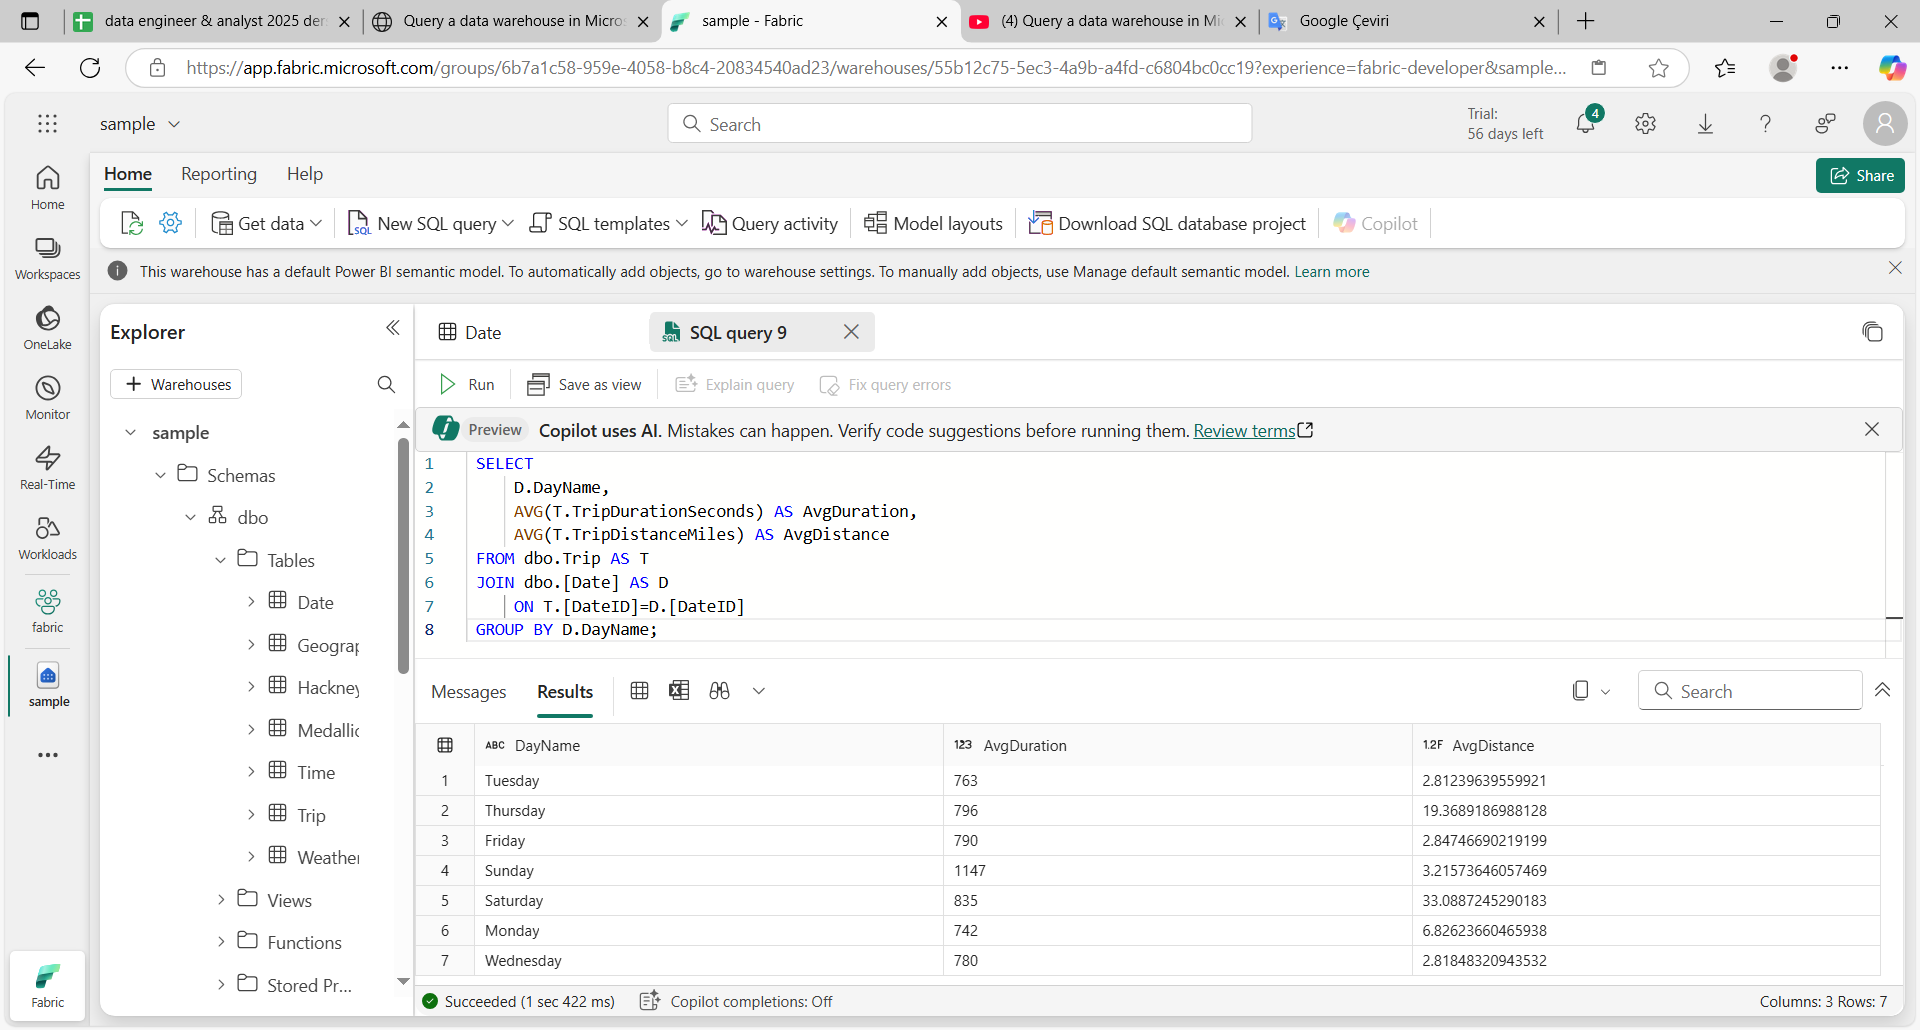 data engineer & analyst 2025 der
Query a data warehouse in Micros
sample - Fabric
(4) Query a data warehouse in Mi
Google Çeviri
https://app.fabric.microsoft.com/groups/6b7a1c58-959e-4058-b8c4-20834540ad23/warehouses/55b12c75-5ec3-4a9b-a4fd-c6804bc0cc19?experience=fabric-developer&sample...
sample
Search
Trial:
56 days left
4
Home Reporting Help
Share
Get data
New SQL query
SQL templates
Query activity
Model layouts
Download SQL database project
Copilot
This warehouse has a default Power BI semantic model. To automatically add objects, go to warehouse settings. To manually add objects, use Manage default semantic model. Learn more
Home
Workspaces
OneLake
Monitor
Real-Time
Workloads
fabric
sample
Fabric
Explorer
+ Warehouses
sample
Schemas
dbo
Tables
Date
Geograp
Hackney
Medallic
Time
Trip
Weather
Views
Functions
Stored Pr...
Date
SQL query 9
Run
Save as view
Explain query
Fix query errors
Preview Copilot uses AI. Mistakes can happen. Verify code suggestions before running them. Review terms
1 SELECT
2 D.DayName,
3 AVG(T.TripDurationSeconds) AS AvgDuration,
4 AVG(T.TripDistanceMiles) AS AvgDistance
5 FROM dbo.Trip AS T
6 JOIN dbo.[Date] AS D
7 ON T.[DateID]=D.[DateID]
8 GROUP BY D.DayName;
Messages Results
Search
ABC DayName 123 AvgDuration 1.2F AvgDistance
1 Tuesday 763 2.81239639559921
2 Thursday 796 19.3689186988128
3 Friday 790 2.84746690219199
4 Sunday 1147 3.21573646057469
5 Saturday 835 33.0887245290183
6 Monday 742 6.82623660465938
7 Wednesday 780 2.81848320943532
Succeeded (1 sec 422 ms)
Copilot completions: Off
Columns: 3 Rows: 7